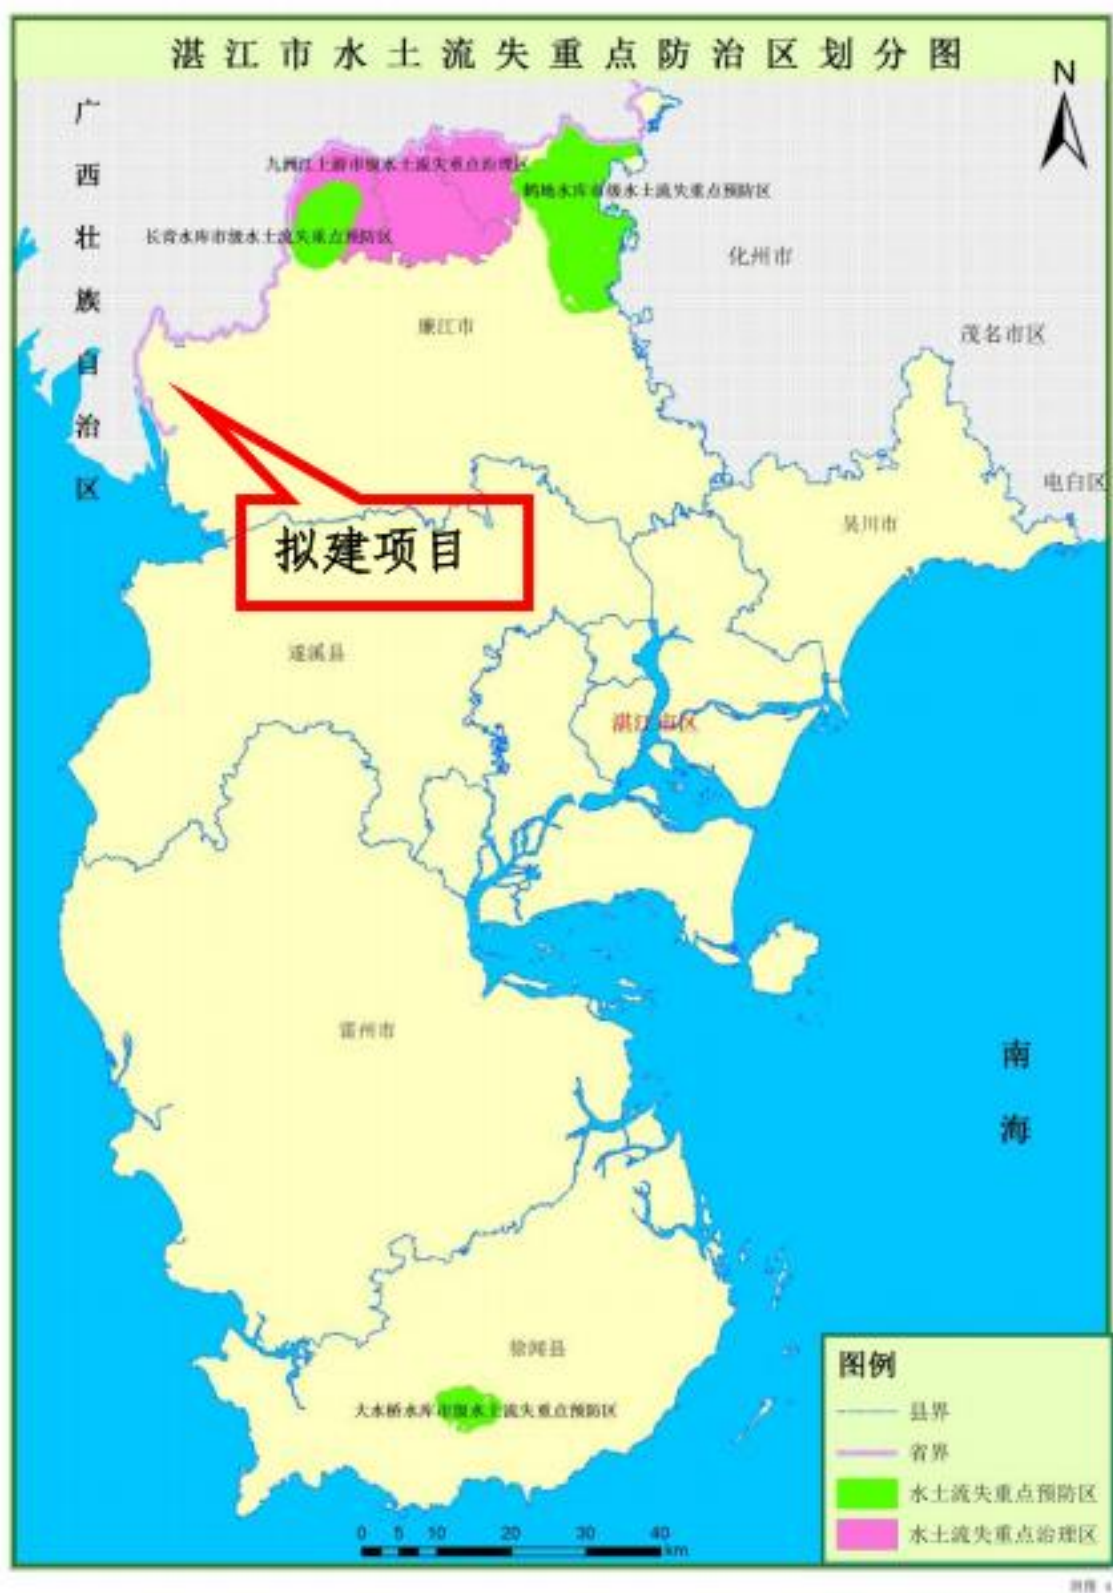 湛江市水土流失重点防治区划分图
N
广西壮族自治区
九洲江上游市级水土流失重点治理区
鹤地水库市级水土流失重点预防区
长青水库市级水土流失重点预防区
化州市
廉江市
茂名市区
电白区
吴川市
拟建项目
遂溪县
湛江市区
雷州市
南海
徐闻县
大水桥水库市级水土流失重点预防区
图例
县界
省界
水土流失重点预防区
水土流失重点治理区
0 5 10 20 30 40
km